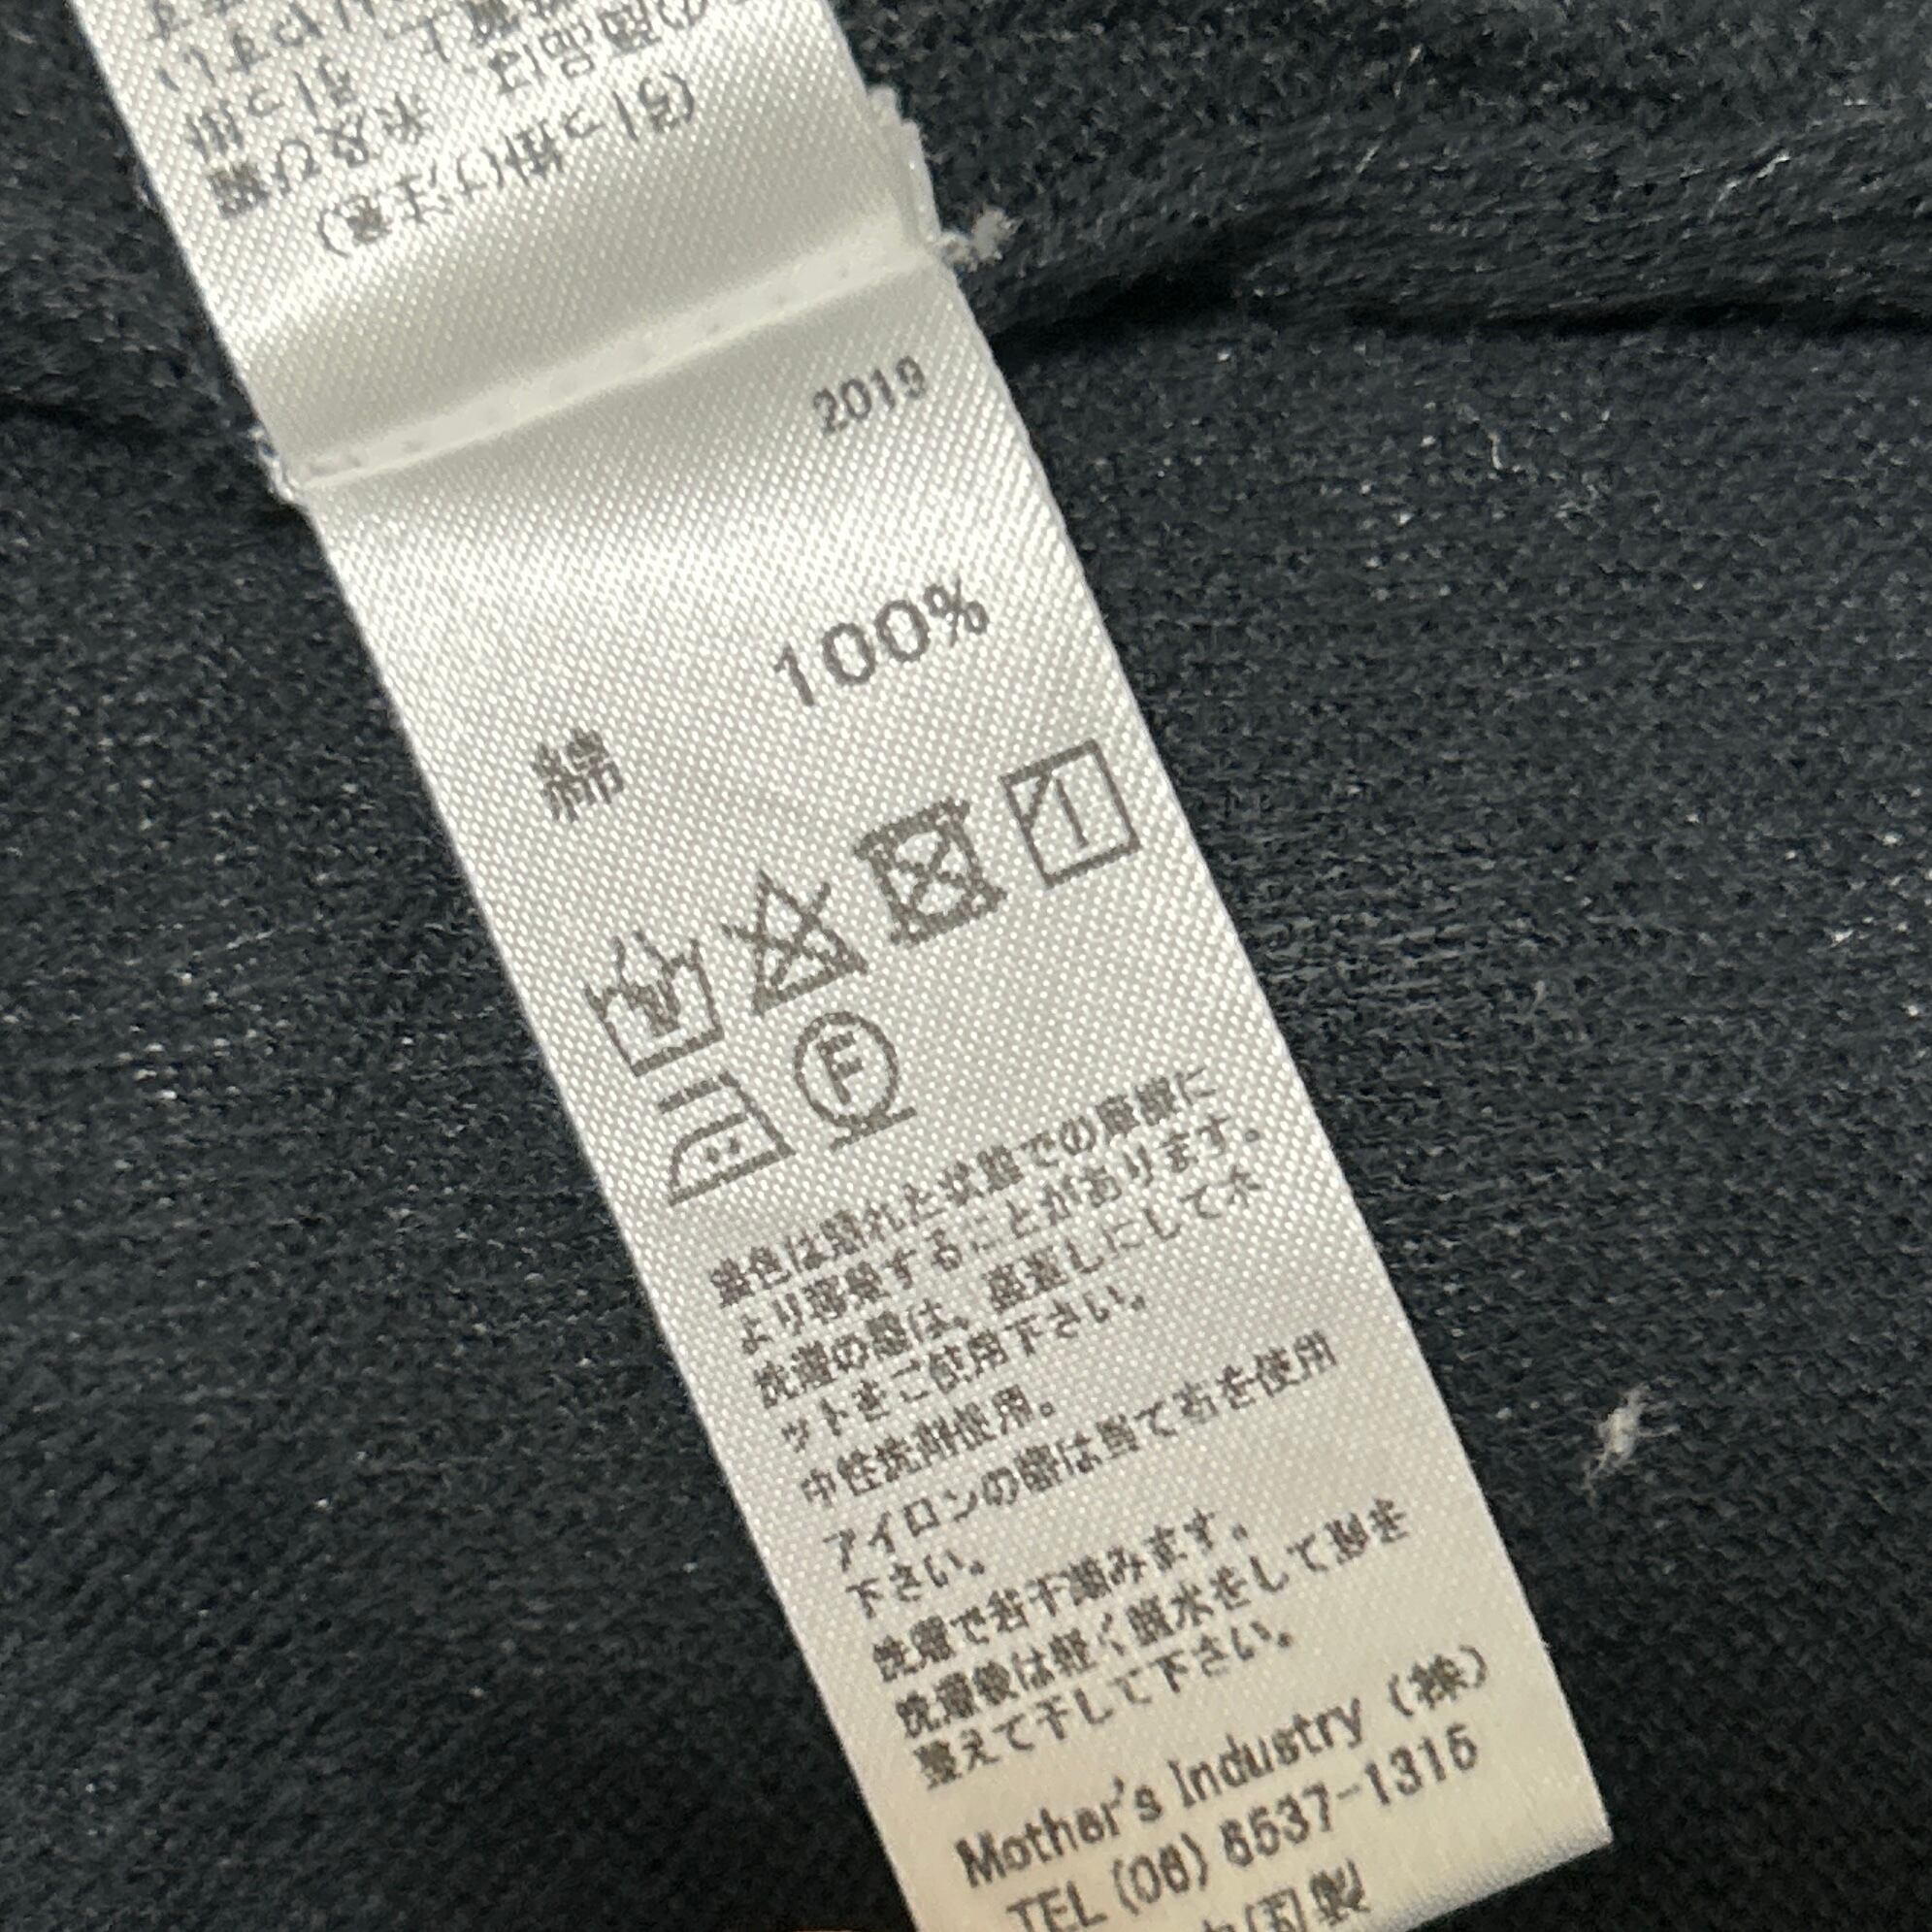 2019
100%
綿
F
色は濡れた状態での摩擦に
より移染することがあります。
洗濯の際は、裏返しにしてネ
ットをご使用下さい。
中性洗剤使用。
アイロンの際は当て布を使用
下さい。
洗濯で若干縮みます。
洗濯後は軽く脱水をして形を
整えて干して下さい。
Mother's Industry (株)
TEL (06) 6537-1315
中国製